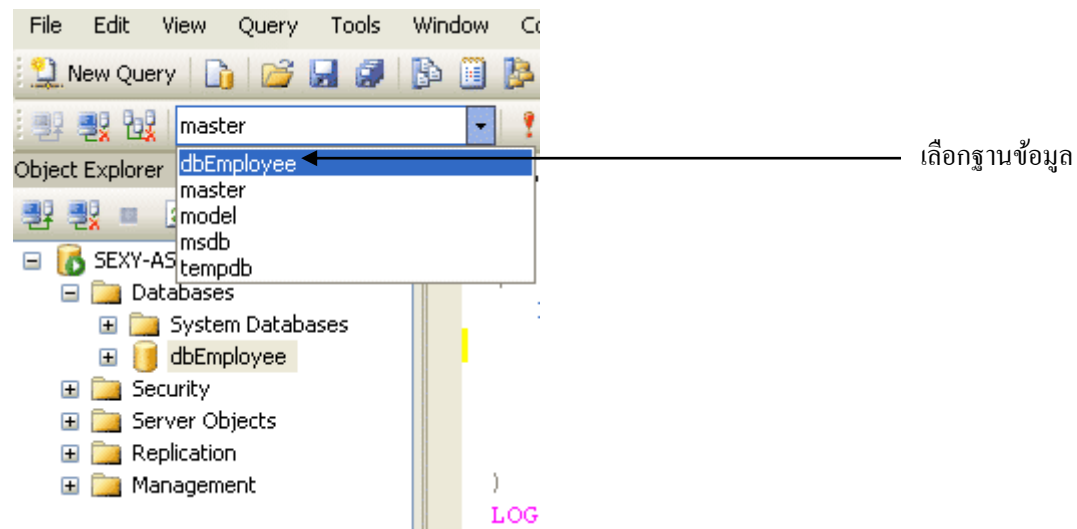 File Edit View Query Tools Window
New Query
master
dbEmployee
เลือกฐานข้อมูล
Object Explorer
master
model
msdb
tempdb
SEXY-AS
Databases
System Databases
dbEmployee
Security
Server Objects
Replication
Management
)
LOG